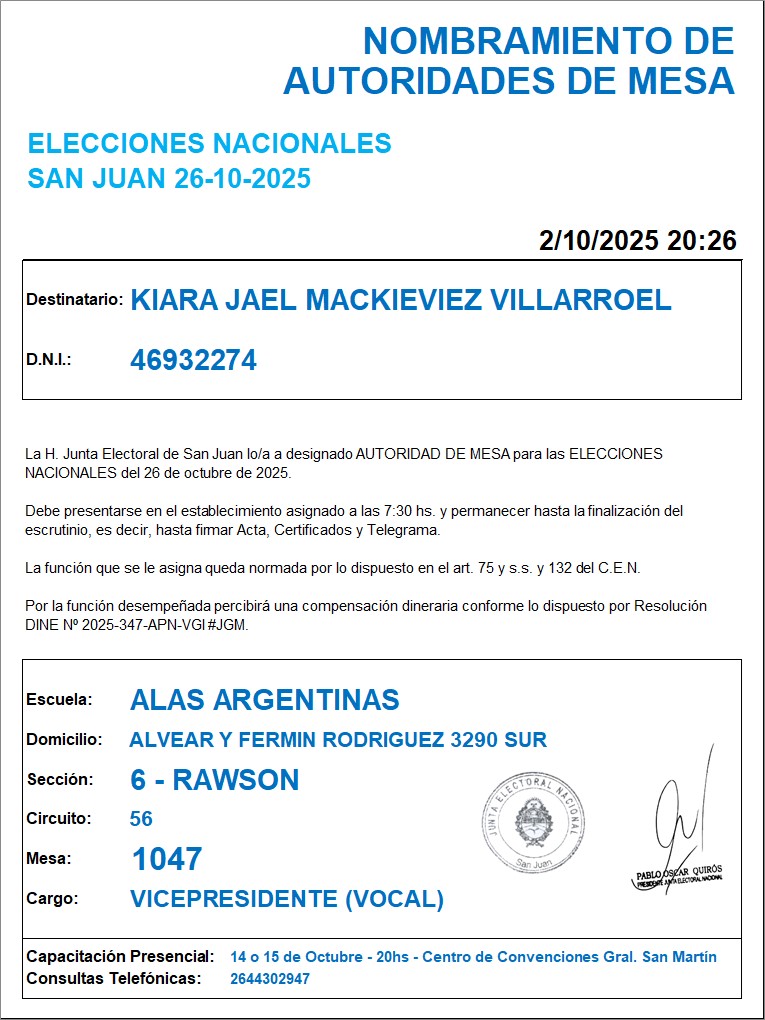 NOMBRAMIENTO DE
AUTORIDADES DE MESA
ELECCIONES NACIONALES
SAN JUAN 26-10-2025
2/10/2025 20:26
Destinatario: KIARA JAEL MACKIEVIEZ VILLARROEL
D.N.I.: 46932274
La H. Junta Electoral de San Juan lo/a a designado AUTORIDAD DE MESA para las ELECCIONES
NACIONALES del 26 de octubre de 2025.
Debe presentarse en el establecimiento asignado a las 7:30 hs. y permanecer hasta la finalización del
escrutinio, es decir, hasta firmar Acta, Certificados y Telegrama.
La función que se le asigna queda normada por lo dispuesto en el art. 75 y s.s. y 132 del C.E.N.
Por la función desempeñada percibirá una compensación dineraria conforme lo dispuesto por Resolución
DINE Nº 2025-347-APN-VGI#JGM.
Escuela: ALAS ARGENTINAS
Domicilio: ALVEAR Y FERMIN RODRIGUEZ 3290 SUR
Sección: 6 - RAWSON
Circuito: 56
Mesa: 1047
Cargo: VICEPRESIDENTE (VOCAL)
JUNTA ELECTORAL NACIONAL
San Juan
PABLO OSCAR QUIRÓS
PRESIDENTE JUNTA ELECTORAL NACIONAL
Capacitación Presencial: 14 o 15 de Octubre - 20hs - Centro de Convenciones Gral. San Martín
Consultas Telefónicas: 2644302947